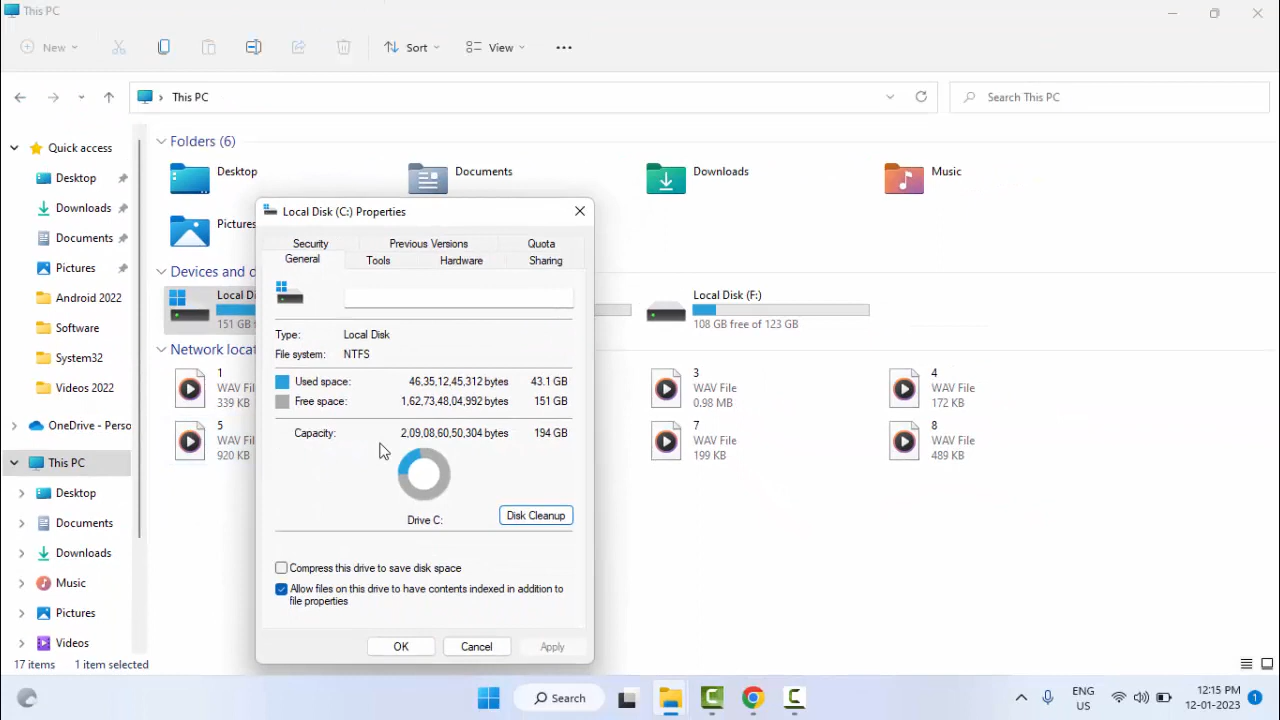 This PC
New
Sort
View
This PC
Search This PC
Quick access
Desktop
Downloads
Documents
Pictures
Android 2022
Software
System32
Videos 2022
OneDrive - Perso
This PC
Desktop
Documents
Downloads
Music
Pictures
Videos
Folders (6)
Desktop
Documents
Downloads
Music
Pictures
Devices and d
Local Di
151 GB
Local Disk (F:)
108 GB free of 123 GB
Network locat
1
WAV Fil
339 KB
3
WAV File
0.98 MB
4
WAV File
172 KB
5
WAV Fil
920 KB
7
WAV File
199 KB
8
WAV File
489 KB
Local Disk (C:) Properties
Security
Previous Versions
Quota
General
Tools
Hardware
Sharing
Type: Local Disk
File system: NTFS
Used space: 46,35,12,45,312 bytes 43.1 GB
Free space: 1,62,73,48,04,992 bytes 151 GB
Capacity: 2,09,08,60,50,304 bytes 194 GB
Drive C:
Disk Cleanup
Compress this drive to save disk space
Allow files on this drive to have contents indexed in addition to
file properties
OK
Cancel
Apply
17 items
1 item selected
Search
ENG
US
12:15 PM
12-01-2023
1